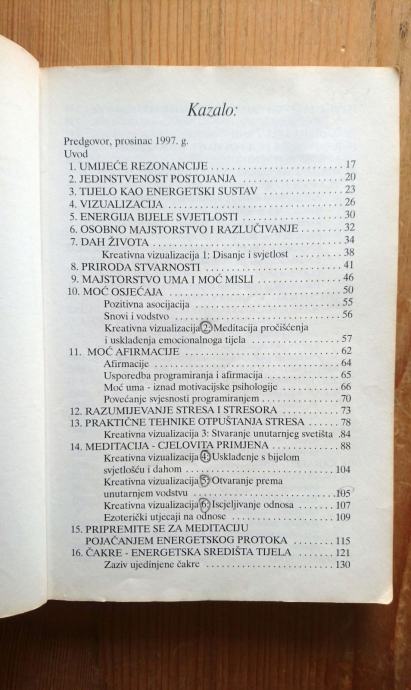 Kazalo:
Predgovor, prosinac 1997. g.
Uvod
1. UMIJEĆE REZONANCIJE ........................ 17
2. JEDINSTVENOST POSTOJANJA .................... 20
3. TIJELO KAO ENERGETSKI SUSTAV ................ 23
4. VIZUALIZACIJA ................................ 26
5. ENERGIJA BIJELE SVJETLOSTI ................... 30
6. OSOBNO MAJSTORSTVO I RAZLUČIVANJE .......... 32
7. DAH ŽIVOTA ................................... 34
Kreativna vizualizacija 1: Disanje i svjetlost ......... 38
8. PRIRODA STVARNOSTI .......................... 41
9. MAJSTORSTVO UMA I MOĆ MISLI ................. 46
10. MOĆ OSJEĆAJA ................................. 50
Pozitivna asocijacija ............................. 55
Snovi i vodstvo ................................. 56
Kreativna vizualizacija 2: Meditacija pročišćenja
i usklađenja emocionalnoga tijela .................. 57
11. MOĆ AFIRMACIJE .............................. 62
Afirmacije ...................................... 64
Usporedba programiranja i afirmacija ............... 65
Moć uma - iznad motivacijske psihologije ............ 66
Povećanje svjesnosti programiranjem ................ 70
12. RAZUMIJEVANJE STRESA I STRESORA ............. 73
13. PRAKTIČNE TEHNIKE OTPUŠTANJA STRESA ........ 78
Kreativna vizualizacija 3: Stvaranje unutarnjeg svetišta .84
14. MEDITACIJA - CJELOVITA PRIMJENA ............. 88
Kreativna vizualizacija 4: Usklađenje s bijelom
svjetlošću i dahom .............................. 104
Kreativna vizualizacija 5: Otvaranje prema
unutarnjem vodstvu .............................. 105
Kreativna vizualizacija 6: Iscjeljivanje odnosa ........ 107
Ezoterički utjecaji na odnose ...................... 109
15. PRIPREMITE SE ZA MEDITACIJU
POJAČANJEM ENERGETSKOG PROTOKA ........... 115
16. ČAKRE - ENERGETSKA SREDIŠTA TIJELA ......... 121
Zaziv ujedinjene čakre ........................... 130